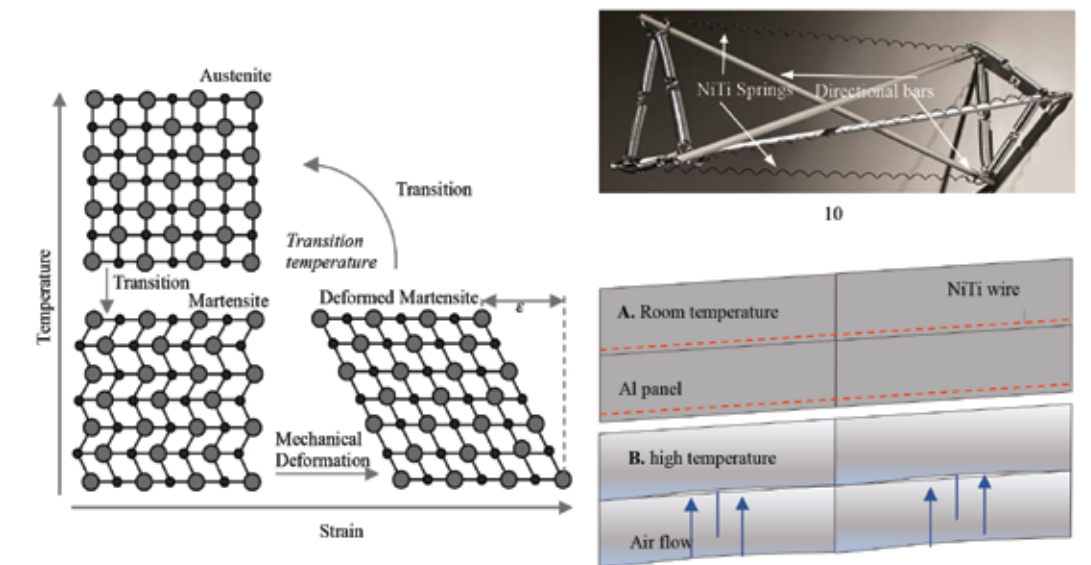 Austenite
Temperature
Transition
Transition
temperature
Transition
Martensite
Deformed Martensite
ε
Mechanical
Deformation
Strain
NiTi Springs
Directional bars
10
A. Room temperature
NiTi wire
Al panel
B. high temperature
Air flow